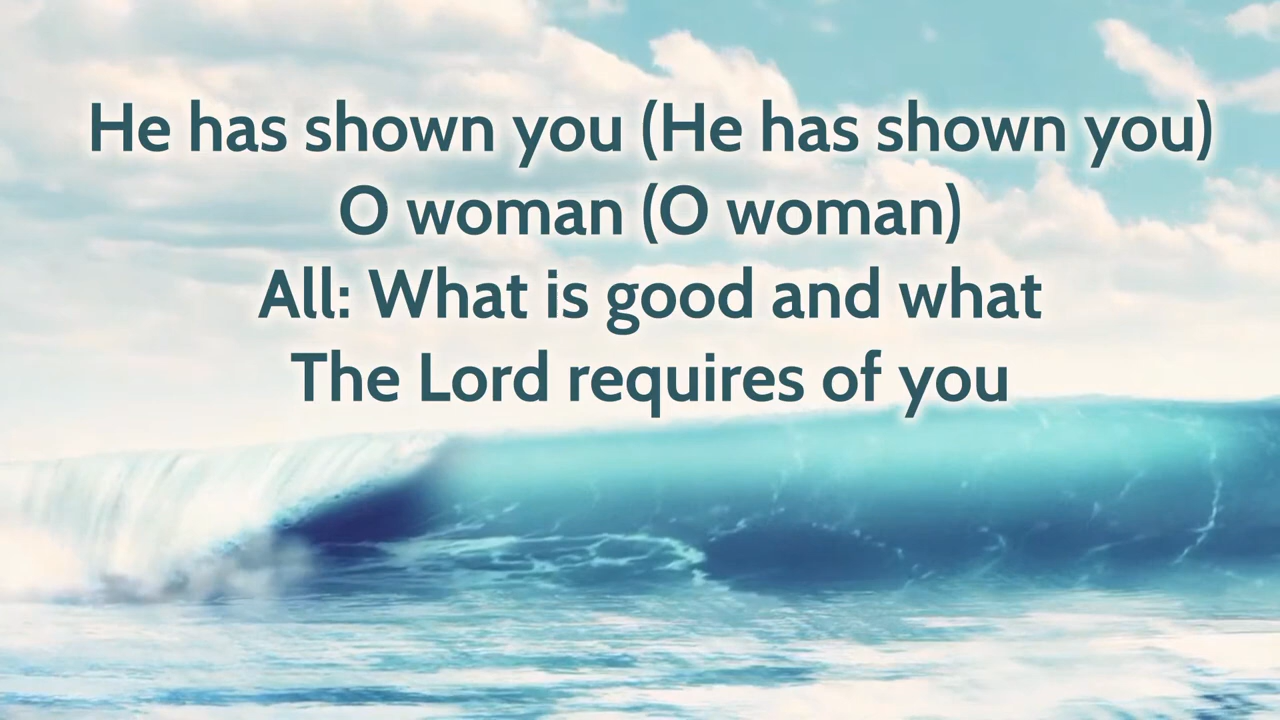 He has shown you (He has shown you)
O woman (O woman)
All: What is good and what
The Lord requires of you